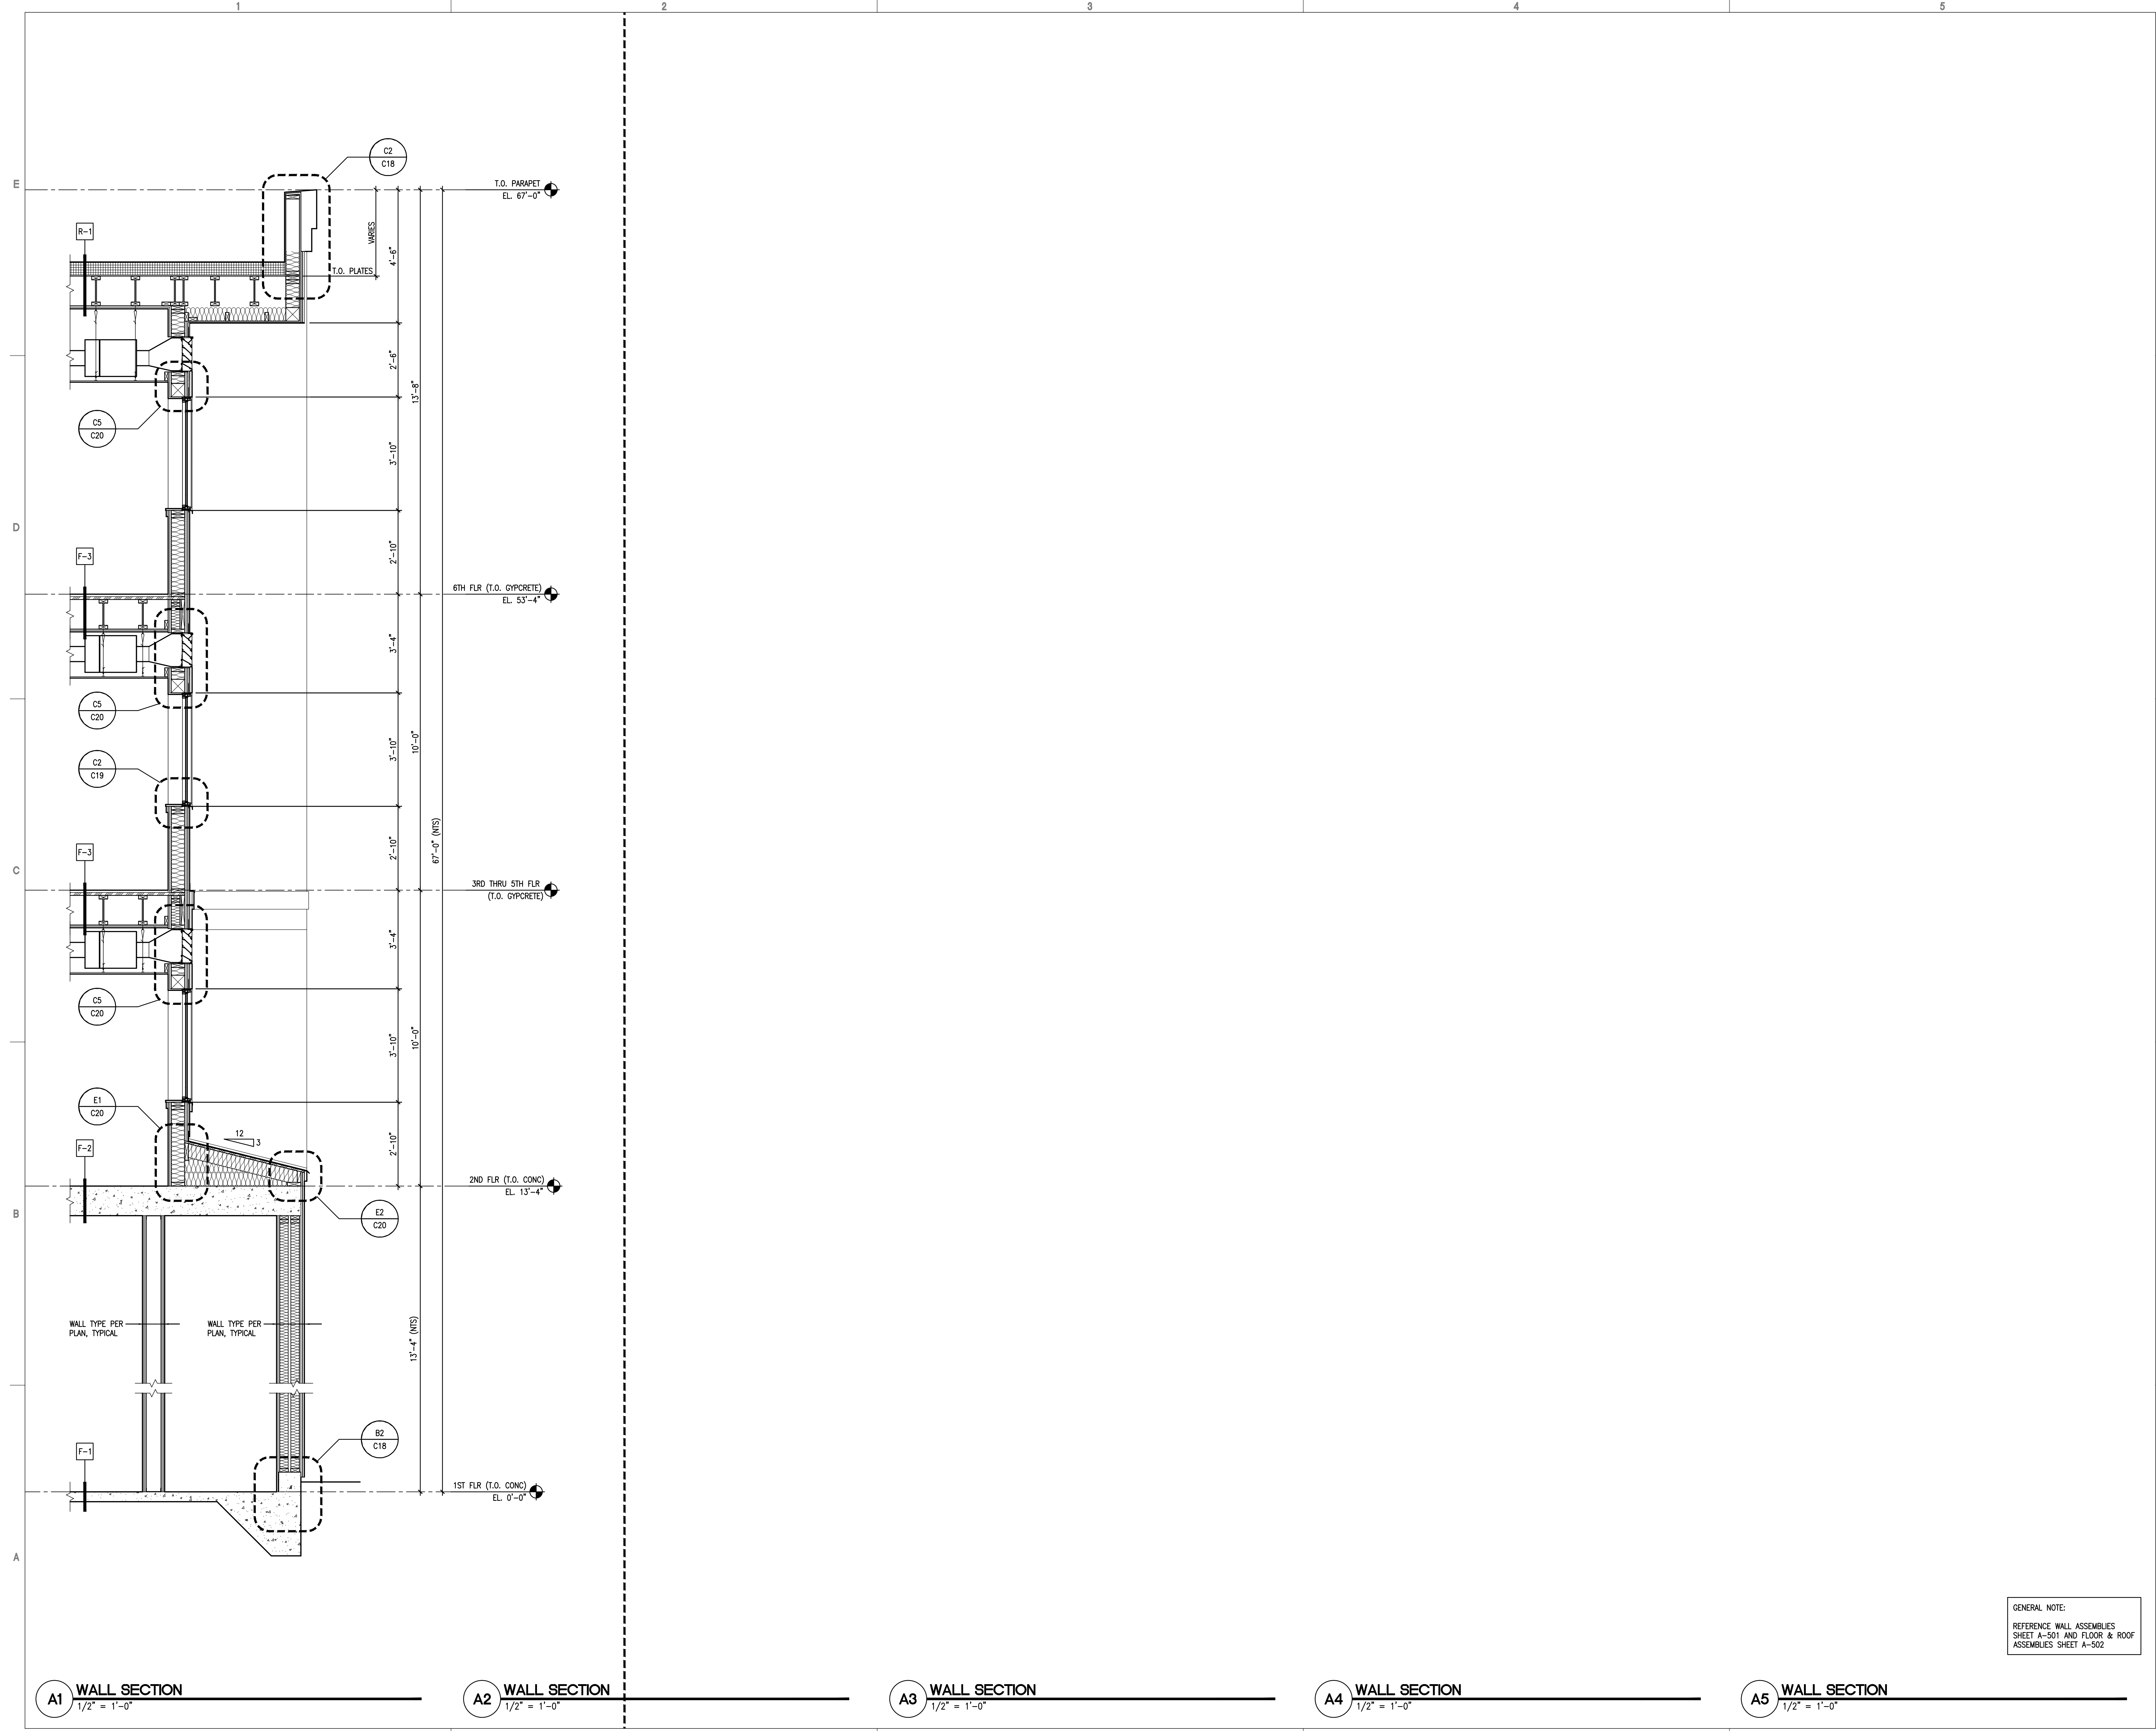 1
2
3
4
5
E
D
C
B
A
C2
C18
T.O. PARAPET
EL. 67'-0"
R-1
VARIES
4'-6"
T.O. PLATES
2'-6"
13'-8"
C5
C20
3'-10"
2'-10"
F-3
6TH FLR (T.O. GYPCRETE)
EL. 53'-4"
3'-4"
C5
C20
3'-10"
10'-0"
C2
C19
67'-0" (NTS)
2'-10"
F-3
3RD THRU 5TH FLR
(T.O. GYPCRETE)
3'-4"
C5
C20
3'-10"
10'-0"
E1
C20
12
3
F-2
2'-10"
2ND FLR (T.O. CONC)
EL. 13'-4"
E2
C20
WALL TYPE PER
PLAN, TYPICAL
WALL TYPE PER
PLAN, TYPICAL
13'-4" (NTS)
B2
C18
F-1
1ST FLR (T.O. CONC)
EL. 0'-0"
GENERAL NOTE:
REFERENCE WALL ASSEMBLIES
SHEET A-501 AND FLOOR & ROOF
ASSEMBLIES SHEET A-502
A1 WALL SECTION
1/2" = 1'-0"
A2 WALL SECTION
1/2" = 1'-0"
A3 WALL SECTION
1/2" = 1'-0"
A4 WALL SECTION
1/2" = 1'-0"
A5 WALL SECTION
1/2" = 1'-0"